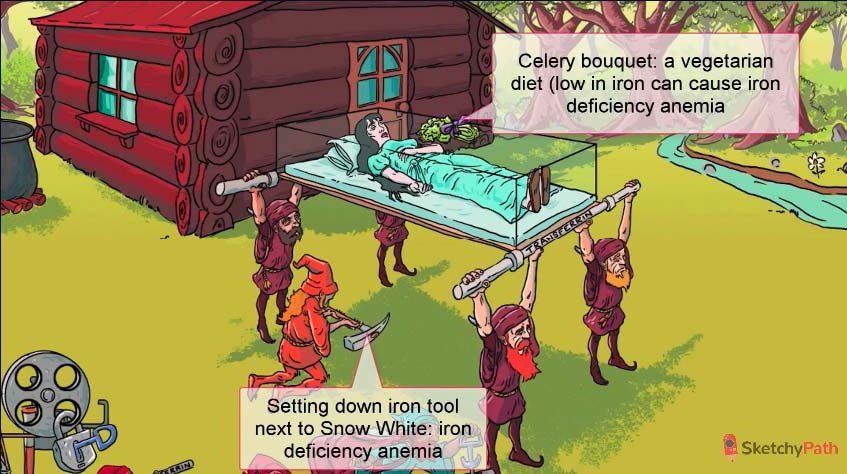 Celery bouquet: a vegetarian
diet (low in iron can cause iron
deficiency anemia
TRANSFERRIN
Setting down iron tool
next to Snow White: iron
deficiency anemia
RRIN
SketchyPath